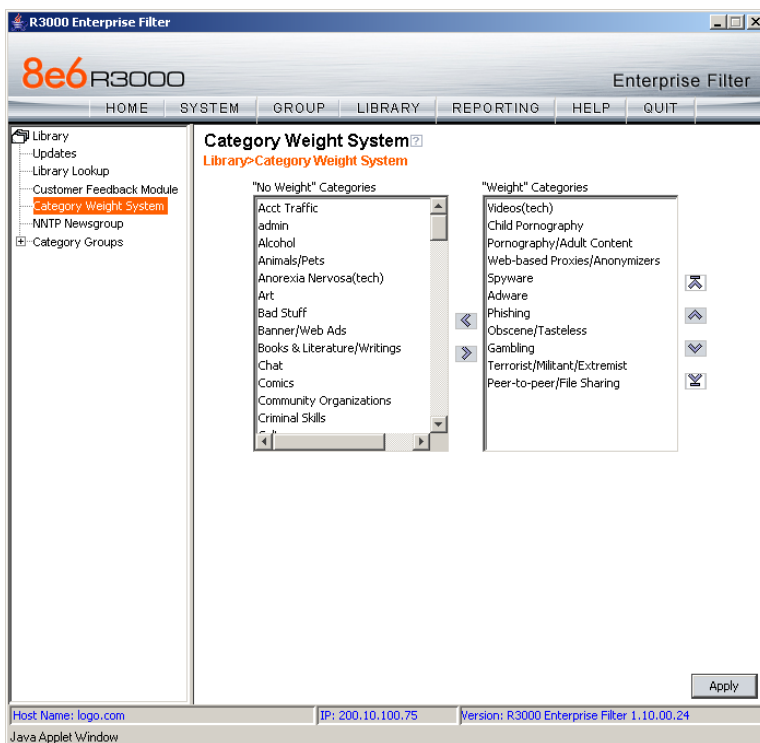 R3000 Enterprise Filter
8e6 R3000
Enterprise Filter
HOME SYSTEM GROUP LIBRARY REPORTING HELP QUIT
Library
Updates
Library Lookup
Customer Feedback Module
Category Weight System
NNTP Newsgroup
Category Groups
Category Weight System ?
Library>Category Weight System
"No Weight" Categories
Acct Traffic
admin
Alcohol
Animals/Pets
Anorexia Nervosa(tech)
Art
Bad Stuff
Banner/Web Ads
Books & Literature/Writings
Chat
Comics
Community Organizations
Criminal Skills
"Weight" Categories
Videos(tech)
Child Pornography
Pornography/Adult Content
Web-based Proxies/Anonymizers
Spyware
Adware
Phishing
Obscene/Tasteless
Gambling
Terrorist/Militant/Extremist
Peer-to-peer/File Sharing
Apply
Host Name: logo.com
IP: 200.10.100.75
Version: R3000 Enterprise Filter 1.10.00.24
Java Applet Window